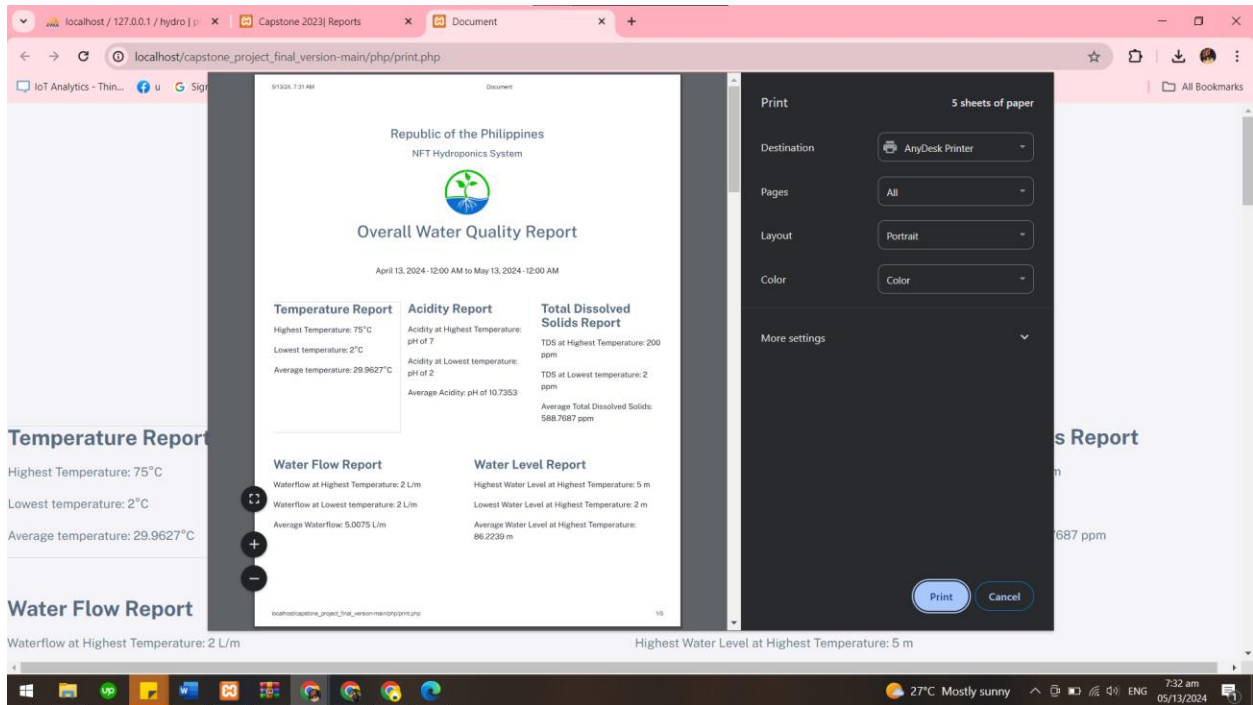 localhost / 127.0.0.1 / hydro | p
Capstone 2023| Reports
Document
localhost/capstone_project_final_version-main/php/print.php
IoT Analytics - Thin...
u
Sigr
All Bookmarks
5/13/24, 7:31 AM
Document
Republic of the Philippines
NFT Hydroponics System
Overall Water Quality Report
April 13, 2024 - 12:00 AM to May 13, 2024 - 12:00 AM
Temperature Report
Highest Temperature: 75°C
Lowest temperature: 2°C
Average temperature: 29.9627°C
Acidity Report
Acidity at Highest Temperature:
pH of 7
Acidity at Lowest temperature:
pH of 2
Average Acidity: pH of 10.7353
Total Dissolved
Solids Report
TDS at Highest Temperature: 200
ppm
TDS at Lowest temperature: 2
ppm
Average Total Dissolved Solids:
588.7687 ppm
Water Flow Report
Waterflow at Highest Temperature: 2 L/m
Waterflow at Lowest temperature: 2 L/m
Average Waterflow: 5.0075 L/m
Water Level Report
Highest Water Level at Highest Temperature: 5 m
Lowest Water Level at Highest Temperature: 2 m
Average Water Level at Highest Temperature:
86.2239 m
localhost/capstone_project_final_version-main/php/print.php
1/5
Print
5 sheets of paper
Destination
AnyDesk Printer
Pages
All
Layout
Portrait
Color
Color
More settings
Print
Cancel
Temperature Report
Highest Temperature: 75°C
Lowest temperature: 2°C
Average temperature: 29.9627°C
s Report
m
7687 ppm
Water Flow Report
Waterflow at Highest Temperature: 2 L/m
Highest Water Level at Highest Temperature: 5 m
up
27°C Mostly sunny
ENG
7:32 am
05/13/2024
1